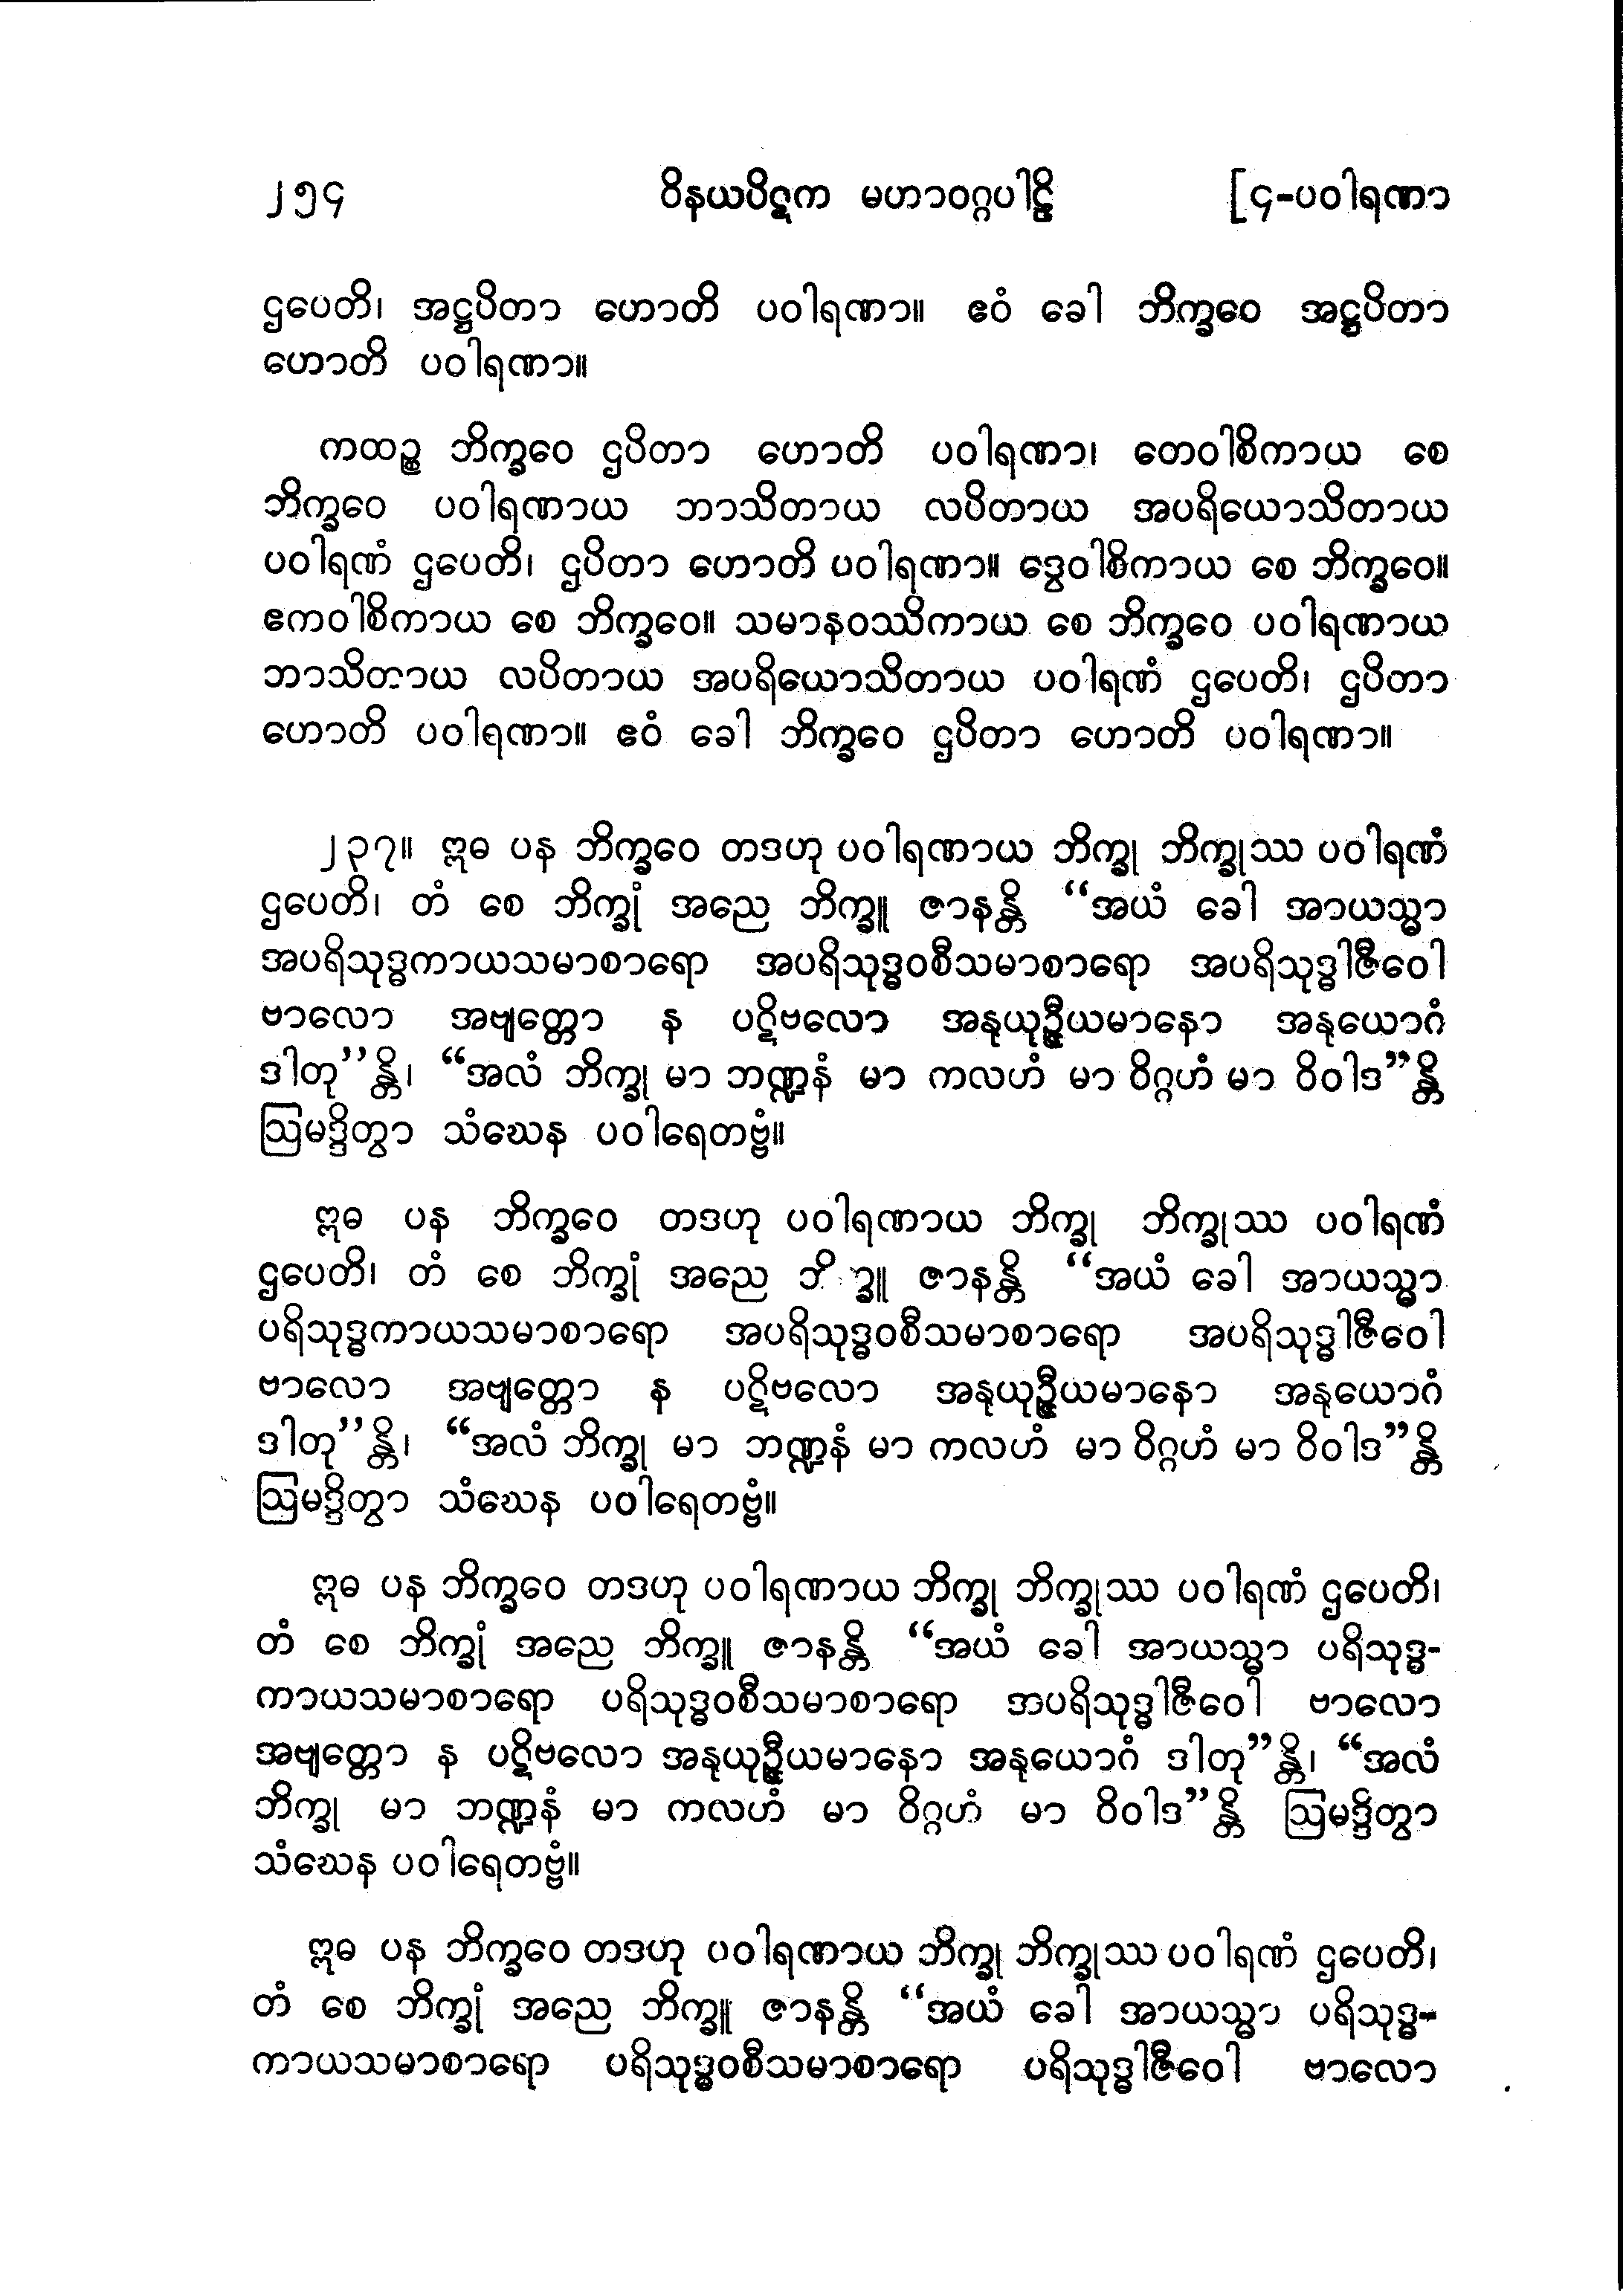 ၂၅၄ ဝိနယပိဋက မဟာဝဂ္ဂပါဠိ [၄-ပဝါရဏာ
ဌပေတိ၊ အဋ္ဌပိတာ ဟောတိ ပဝါရဏာ။ ဧဝံ ခေါ ဘိက္ခဝေ အဋ္ဌပိတာ
ဟောတိ ပဝါရဏာ။
ကထဉ္စ ဘိက္ခဝေ ဌပိတာ ဟောတိ ပဝါရဏာ၊ တေဝါစိကာယ စေ
ဘိက္ခဝေ ပဝါရဏာယ ဘာသိတာယ လပိတာယ အပရိယောသိတာယ
ပဝါရဏံ ဌပေတိ၊ ဌပိတာ ဟောတိ ပဝါရဏာ။ ဒွေဝါစိကာယ စေ ဘိက္ခဝေ။
ဧကဝါစိကာယ စေ ဘိက္ခဝေ။ သမာနဝဿိကာယ စေ ဘိက္ခဝေ ပဝါရဏာယ
ဘာသိတာယ လပိတာယ အပရိယောသိတာယ ပဝါရဏံ ဌပေတိ၊ ဌပိတာ
ဟောတိ ပဝါရဏာ။ ဧဝံ ခေါ ဘိက္ခဝေ ဌပိတာ ဟောတိ ပဝါရဏာ။
၂၃၇။ ဣဓ ပန ဘိက္ခဝေ တဒဟု ပဝါရဏာယ ဘိက္ခု ဘိက္ခုဿ ပဝါရဏံ
ဌပေတိ၊ တံ စေ ဘိက္ခုံ အညေ ဘိက္ခူ ဇာနန္တိ “အယံ ခေါ အာယသ္မာ
အပရိသုဒ္ဓကာယသမာစာရော အပရိသုဒ္ဓဝစီသမာစာရော အပရိသုဒ္ဓါဇီဝေါ
ဗာလော အဗျတ္တော န ပဋိဗလော အနုယုဉ္ဇီယမာနော အနုယောဂံ
ဒါတု”န္တိ၊ “အလံ ဘိက္ခု မာ ဘဏ္ဍနံ မာ ကလဟံ မာ ဝိဂ္ဂဟံ မာ ဝိဝါဒ”န္တိ
ဩမဒ္ဒိတွာ သံဃေန ပဝါရေတဗ္ဗံ။
ဣဓ ပန ဘိက္ခဝေ တဒဟု ပဝါရဏာယ ဘိက္ခု ဘိက္ခုဿ ပဝါရဏံ
ဌပေတိ၊ တံ စေ ဘိက္ခုံ အညေ ဘိက္ခူ ဇာနန္တိ “အယံ ခေါ အာယသ္မာ
ပရိသုဒ္ဓကာယသမာစာရော အပရိသုဒ္ဓဝစီသမာစာရော အပရိသုဒ္ဓါဇီဝေါ
ဗာလော အဗျတ္တော န ပဋိဗလော အနုယုဉ္ဇီယမာနော အနုယောဂံ
ဒါတု”န္တိ၊ “အလံ ဘိက္ခု မာ ဘဏ္ဍနံ မာ ကလဟံ မာ ဝိဂ္ဂဟံ မာ ဝိဝါဒ”န္တိ
ဩမဒ္ဒိတွာ သံဃေန ပဝါရေတဗ္ဗံ။
ဣဓ ပန ဘိက္ခဝေ တဒဟု ပဝါရဏာယ ဘိက္ခု ဘိက္ခုဿ ပဝါရဏံ ဌပေတိ၊
တံ စေ ဘိက္ခုံ အညေ ဘိက္ခူ ဇာနန္တိ “အယံ ခေါ အာယသ္မာ ပရိသုဒ္ဓ-
ကာယသမာစာရော ပရိသုဒ္ဓဝစီသမာစာရော အပရိသုဒ္ဓါဇီဝေါ ဗာလော
အဗျတ္တော န ပဋိဗလော အနုယုဉ္ဇီယမာနော အနုယောဂံ ဒါတု”န္တိ၊ “အလံ
ဘိက္ခု မာ ဘဏ္ဍနံ မာ ကလဟံ မာ ဝိဂ္ဂဟံ မာ ဝိဝါဒ”န္တိ ဩမဒ္ဒိတွာ
သံဃေန ပဝါရေတဗ္ဗံ။
ဣဓ ပန ဘိက္ခဝေ တဒဟု ပဝါရဏာယ ဘိက္ခု ဘိက္ခုဿ ပဝါရဏံ ဌပေတိ၊
တံ စေ ဘိက္ခုံ အညေ ဘိက္ခူ ဇာနန္တိ “အယံ ခေါ အာယသ္မာ ပရိသုဒ္ဓ-
ကာယသမာစာရော ပရိသုဒ္ဓဝစီသမာစာရော ပရိသုဒ္ဓါဇီဝေါ ဗာလော